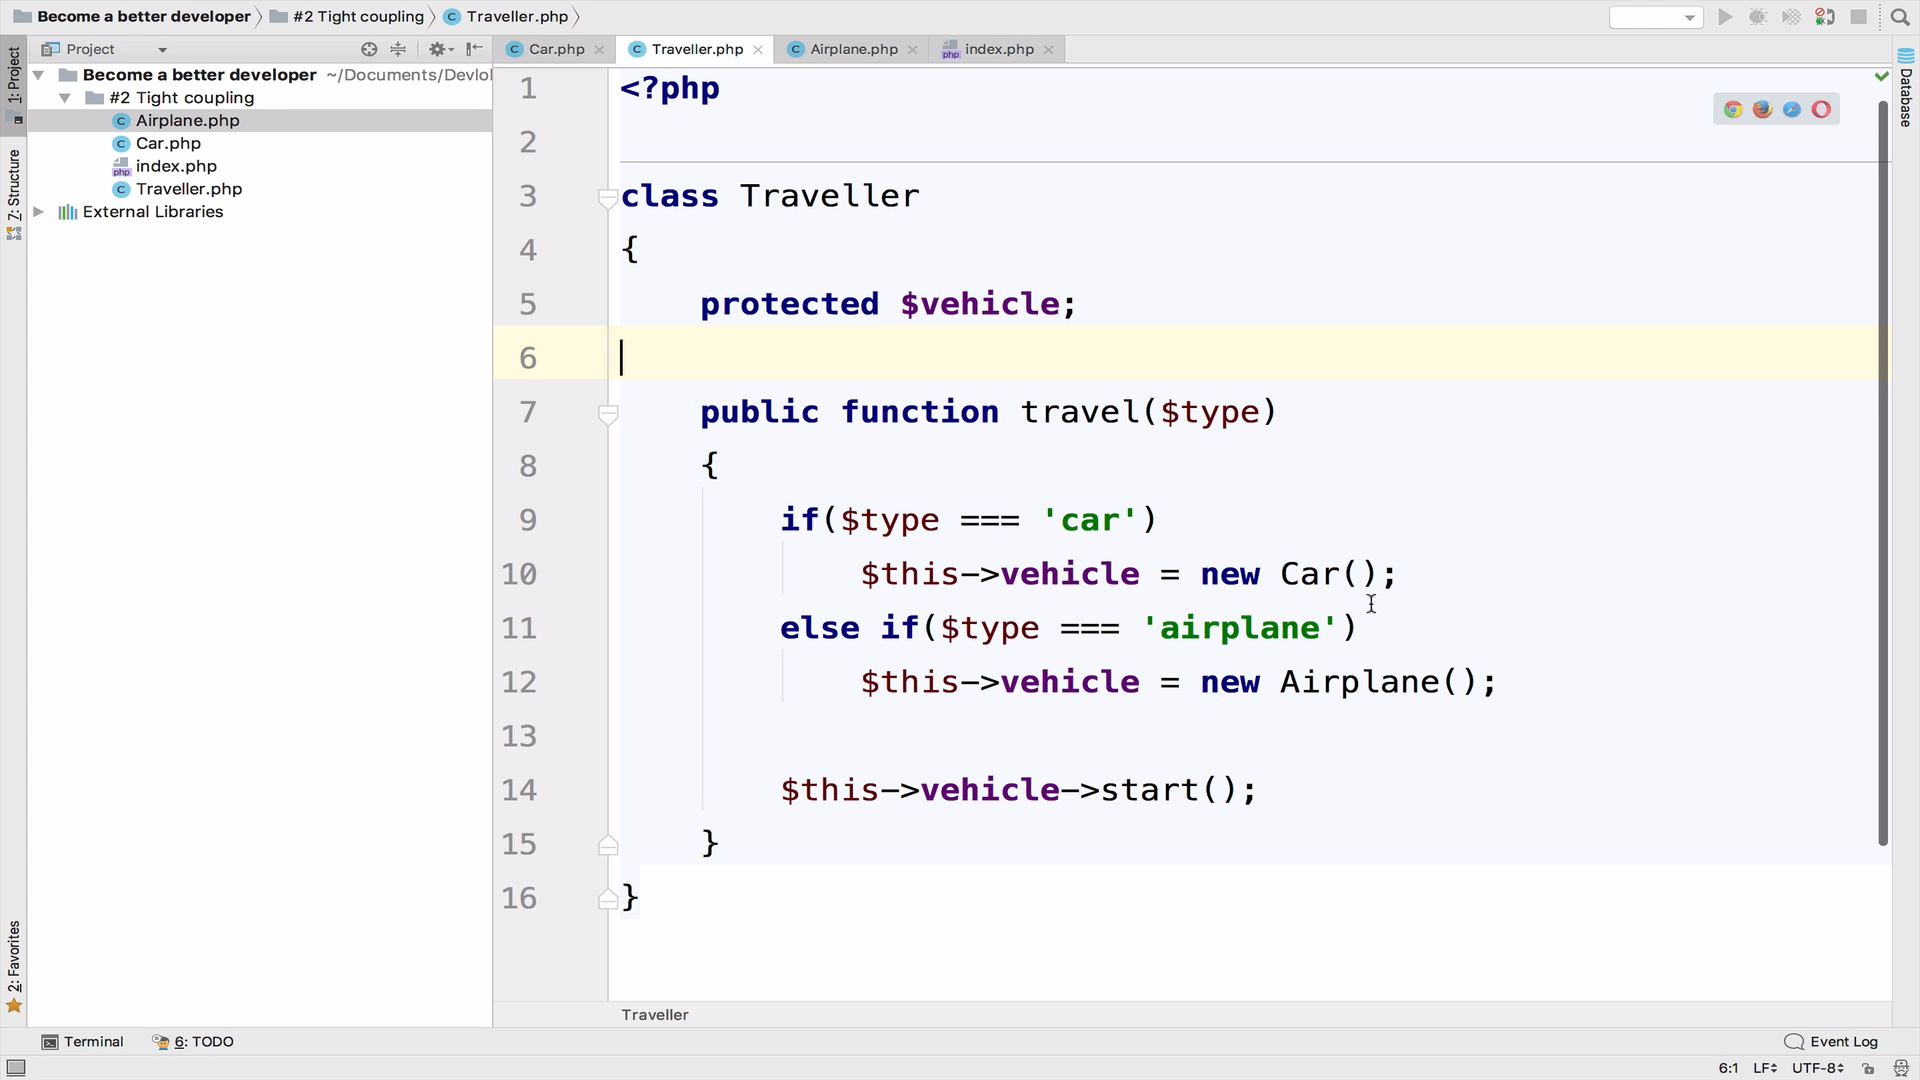 Become a better developer
#2 Tight coupling
Traveller.php
1: Project
Project
Car.php
Traveller.php
Airplane.php
index.php
Database
Become a better developer ~/Documents/Devlo
#2 Tight coupling
Airplane.php
Car.php
index.php
Traveller.php
External Libraries
7: Structure
2: Favorites
1 <?php
2
3 class Traveller
4 {
5     protected $vehicle;
6
7     public function travel($type)
8     {
9         if($type === 'car')
10             $this->vehicle = new Car();
11         else if($type === 'airplane')
12             $this->vehicle = new Airplane();
13
14         $this->vehicle->start();
15     }
16 }
Traveller
Terminal
6: TODO
Event Log
6:1 LF UTF-8